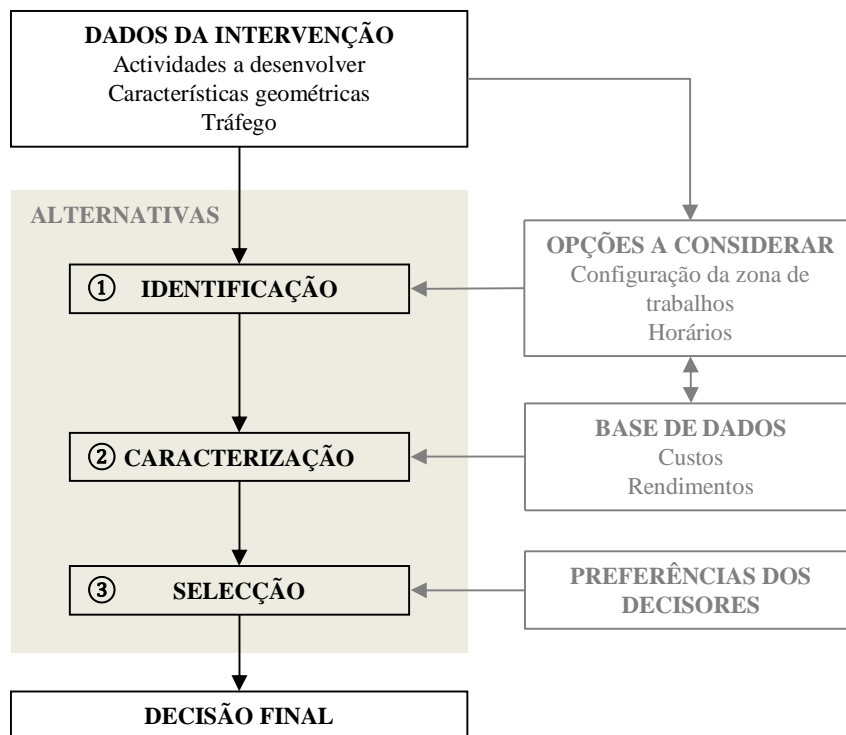 DADOS DA INTERVENÇÃO
Actividades a desenvolver
Características geométricas
Tráfego
ALTERNATIVAS
① IDENTIFICAÇÃO
OPÇÕES A CONSIDERAR
Configuração da zona de
trabalhos
Horários
② CARACTERIZAÇÃO
BASE DE DADOS
Custos
Rendimentos
③ SELECÇÃO
PREFERÊNCIAS DOS
DECISORES
DECISÃO FINAL